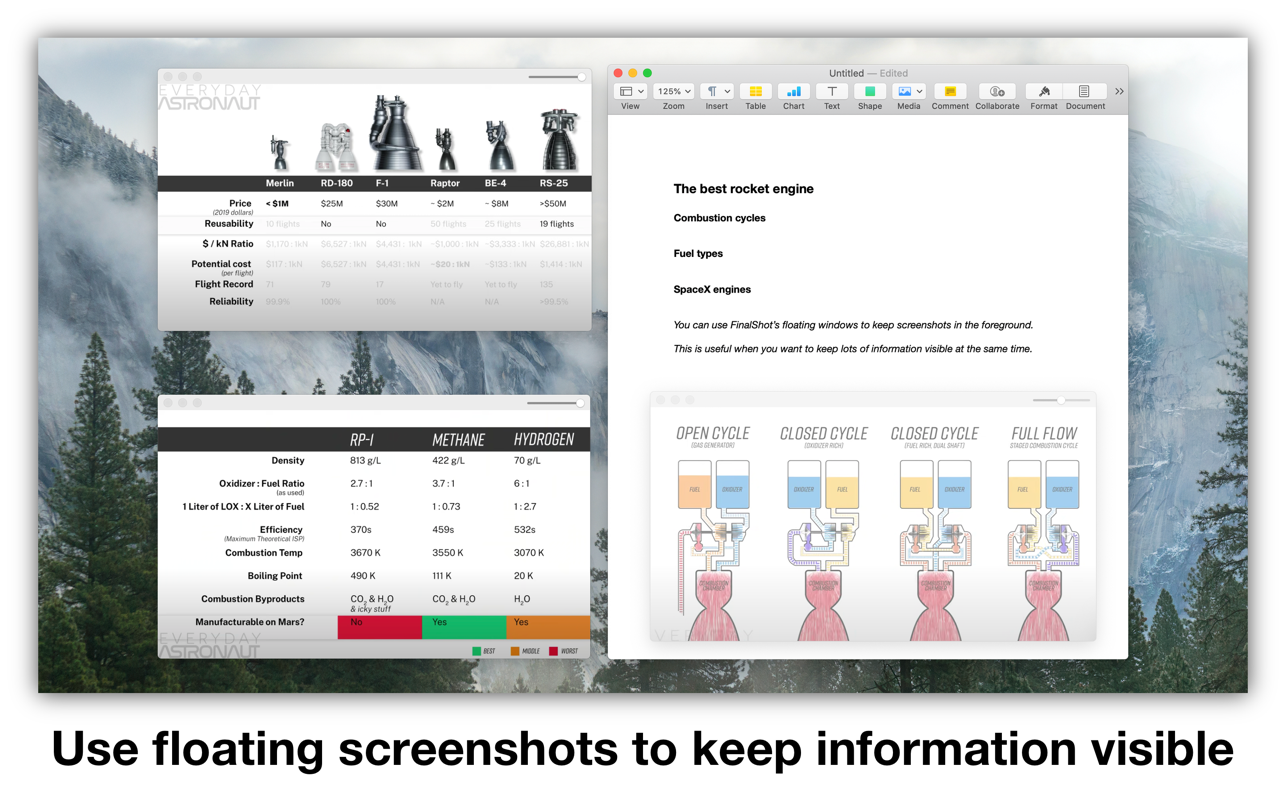 EVERYDAY
ASTRONAUT
Merlin RD-180 F-1 Raptor BE-4 RS-25
Price < $1M $25M $30M ~ $2M ~ $8M >$50M
(2019 dollars)
Reusability 10 flights No No 50 flights 25 flights 19 flights
$ / kN Ratio $1,170 : 1kN $6,527 : 1kN $4,431 : 1kN ~$1,000 : 1kN ~$3,333 : 1kN $26,881 : 1kN
Potential cost $117 : 1kN $6,527 : 1kN $4,431 : 1kN ~$20 : 1kN ~$133 : 1kN $1,414 : 1kN
(per flight)
Flight Record 71 79 17 Yet to fly Yet to fly 135
Reliability 99.9% 100% 100% N/A N/A >99.5%
RP-1 METHANE HYDROGEN
Density 813 g/L 422 g/L 70 g/L
Oxidizer : Fuel Ratio 2.7 : 1 3.7 : 1 6 : 1
(as used)
1 Liter of LOX : X Liter of Fuel 1 : 0.52 1 : 0.73 1 : 2.7
Efficiency 370s 459s 532s
(Maximum Theoretical ISP)
Combustion Temp 3670 K 3550 K 3070 K
Boiling Point 490 K 111 K 20 K
Combustion Byproducts CO2 & H2O CO2 & H2O H2O
& icky stuff
Manufacturable on Mars? No Yes Yes
EVERYDAY
ASTRONAUT
BEST MIDDLE WORST
Untitled — Edited
125%
View Zoom Insert Table Chart Text Shape Media Comment Collaborate Format Document
The best rocket engine
Combustion cycles
Fuel types
SpaceX engines
You can use FinalShot's floating windows to keep screenshots in the foreground.
This is useful when you want to keep lots of information visible at the same time.
OPEN CYCLE CLOSED CYCLE CLOSED CYCLE FULL FLOW
(GAS GENERATOR) (OXIDIZER RICH) (FUEL RICH, DUAL SHAFT) STAGED COMBUSTION CYCLE
FUEL OXIDIZER OXIDIZER FUEL FUEL OXIDIZER FUEL OXIDIZER
COMBUSTION COMBUSTION COMBUSTION COMBUSTION
CHAMBER CHAMBER CHAMBER CHAMBER
Use floating screenshots to keep information visible